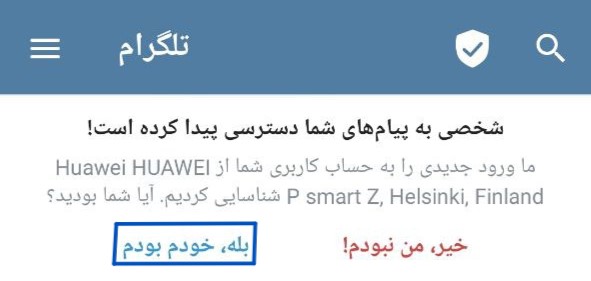 تلگرام
شخصی به پیام‌های شما دسترسی پیدا کرده است!
ما ورود جدیدی را به حساب کاربری شما از Huawei HUAWEI
P smart Z, Helsinki, Finland شناسایی کردیم. آیا شما بودید؟
بله، خودم بودم خیر، من نبودم!